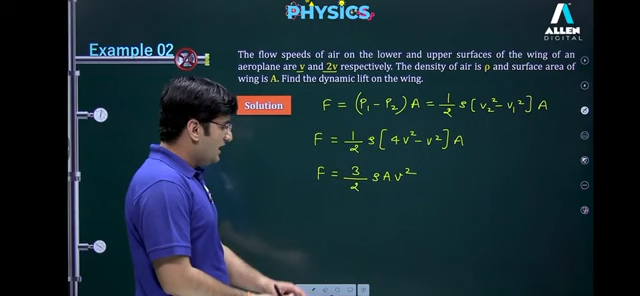 PHYSICS
ALLEN
DIGITAL
Example 02
The flow speeds of air on the lower and upper surfaces of the wing of an
aeroplane are v and 2v respectively. The density of air is ρ and surface area of
wing is A. Find the dynamic lift on the wing.
Solution
F = (P₁ - P₂) A = 1/2 ρ [v₂² - v₁²] A
F = 1/2 ρ [4v² - v²] A
F = 3/2 ρ A v²